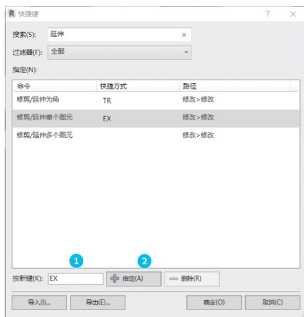 R 快捷键 ? ×
搜索(S): 延伸 ×
过滤器(F): 全部
指定(N):
命令 快捷方式 路径
修剪/延伸为角 TR 修改>修改
修剪/延伸单个图元 EX 修改>修改
修剪/延伸多个图元 修改>修改
1 2
按新键(K): EX 指定(A) 删除(R)
导入(I)... 导出(E)... 确定(O) 取消(C)